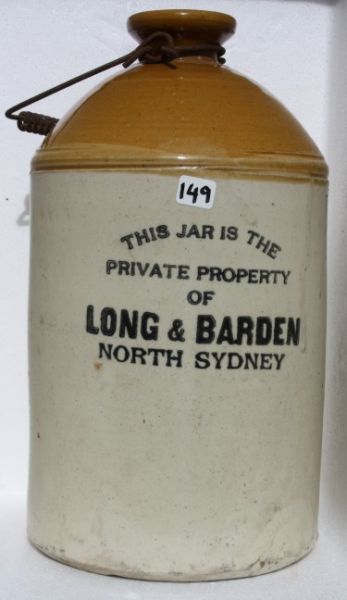 149
THIS JAR IS THE
PRIVATE PROPERTY
OF
LONG & BARDEN
NORTH SYDNEY